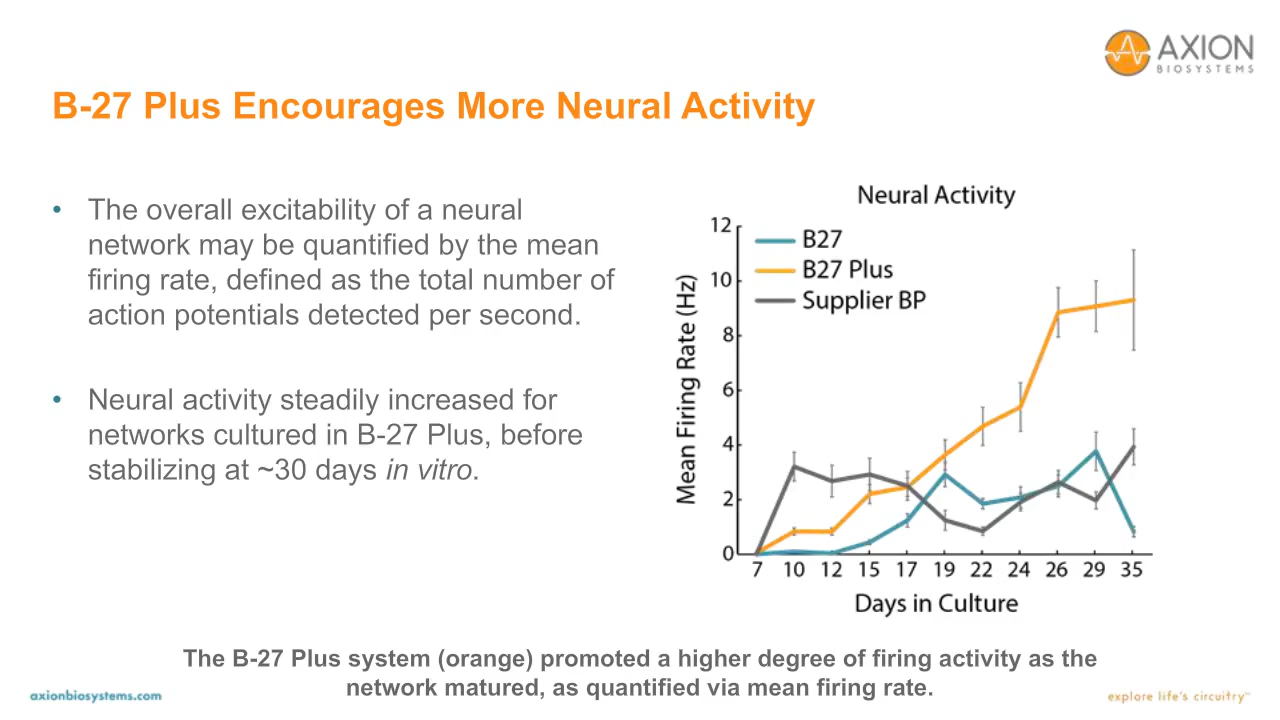 AXION
BIOSYSTEMS
B-27 Plus Encourages More Neural Activity
• The overall excitability of a neural
network may be quantified by the mean
firing rate, defined as the total number of
action potentials detected per second.
• Neural activity steadily increased for
networks cultured in B-27 Plus, before
stabilizing at ~30 days in vitro.
Neural Activity
B27
B27 Plus
Supplier BP
Mean Firing Rate (Hz)
12
10
8
6
4
2
0
7 10 12 15 17 19 22 24 26 29 35
Days in Culture
The B-27 Plus system (orange) promoted a higher degree of firing activity as the
network matured, as quantified via mean firing rate.
axionbiosystems.com
explore life's circuitry™